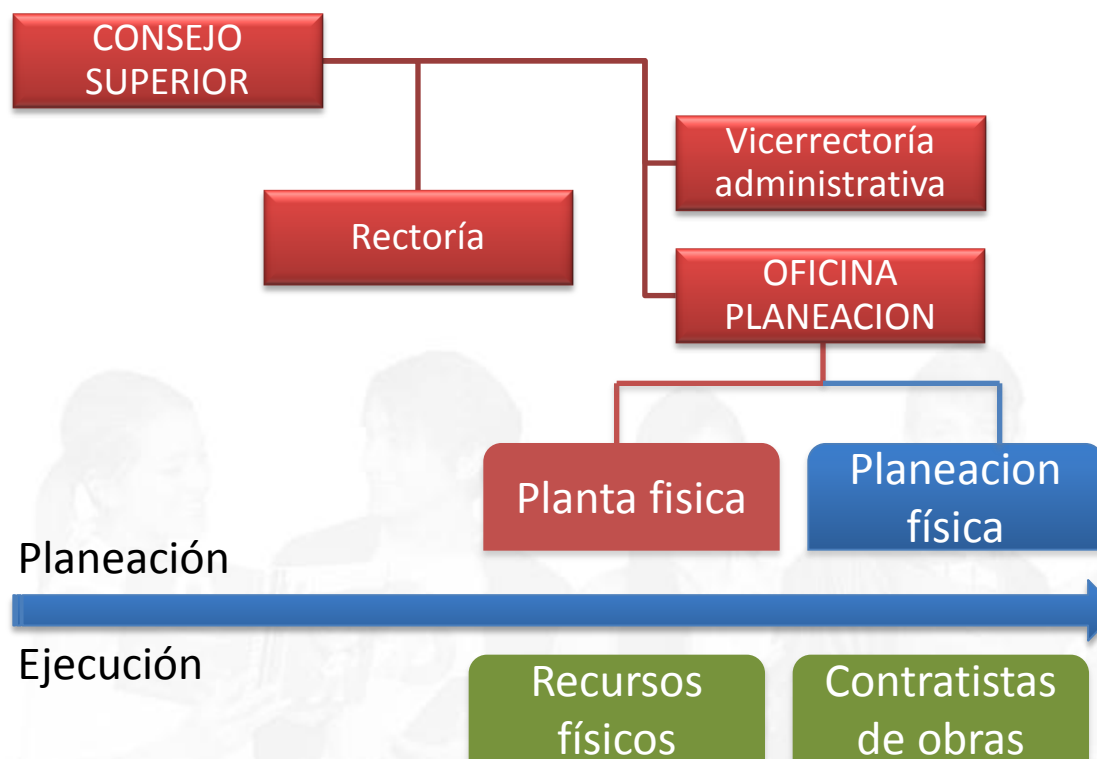 CONSEJO
SUPERIOR
Vicerrectoría
administrativa
Rectoría
OFICINA
PLANEACION
Planta fisica
Planeacion
física
Planeación
Ejecución
Recursos
físicos
Contratistas
de obras